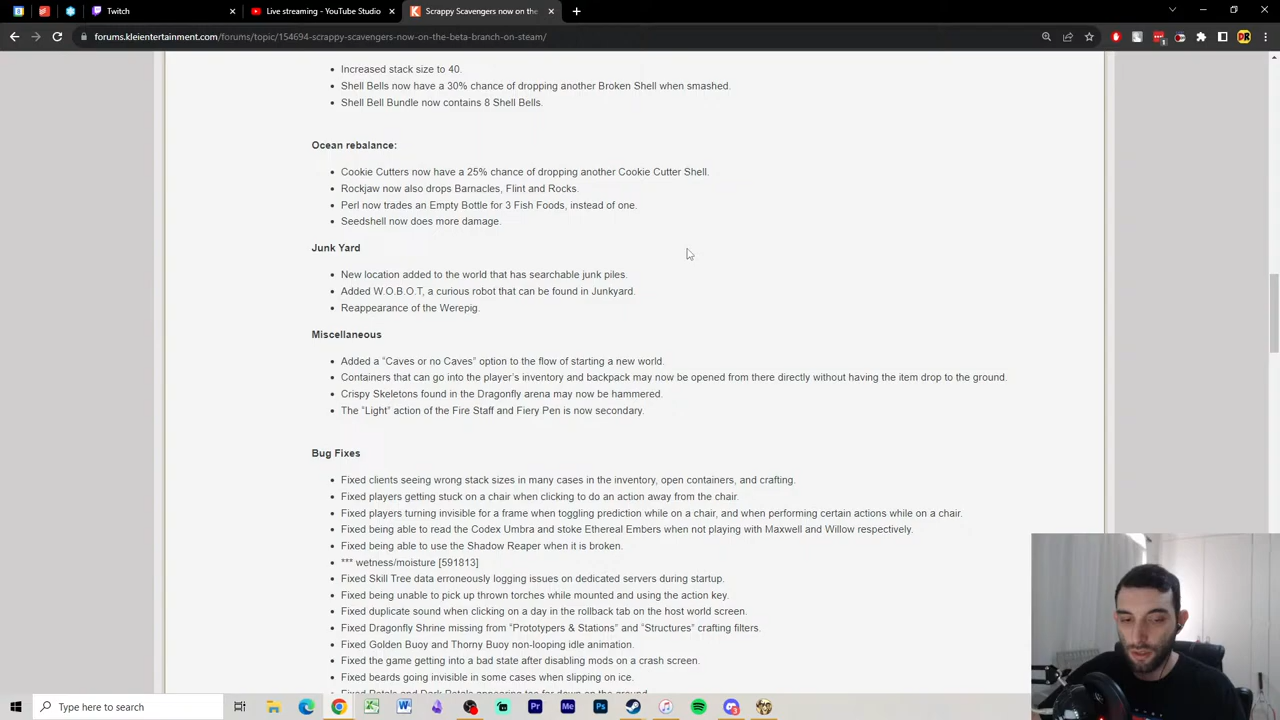 Twitch
Live streaming - YouTube Studio
Scrappy Scavengers now on the
forums.kleientertainment.com/forums/topic/154694-scrappy-scavengers-now-on-the-beta-branch-on-steam/
Increased stack size to 40.
Shell Bells now have a 30% chance of dropping another Broken Shell when smashed.
Shell Bell Bundle now contains 8 Shell Bells.
Ocean rebalance:
Cookie Cutters now have a 25% chance of dropping another Cookie Cutter Shell.
Rockjaw now also drops Barnacles, Flint and Rocks.
Perl now trades an Empty Bottle for 3 Fish Foods, instead of one.
Seedshell now does more damage.
Junk Yard
New location added to the world that has searchable junk piles.
Added W.O.B.O.T, a curious robot that can be found in Junkyard.
Reappearance of the Werepig.
Miscellaneous
Added a “Caves or no Caves” option to the flow of starting a new world.
Containers that can go into the player’s inventory and backpack may now be opened from there directly without having the item drop to the ground.
Crispy Skeletons found in the Dragonfly arena may now be hammered.
The “Light” action of the Fire Staff and Fiery Pen is now secondary.
Bug Fixes
Fixed clients seeing wrong stack sizes in many cases in the inventory, open containers, and crafting.
Fixed players getting stuck on a chair when clicking to do an action away from the chair.
Fixed players turning invisible for a frame when toggling prediction while on a chair, and when performing certain actions while on a chair.
Fixed being able to read the Codex Umbra and stoke Ethereal Embers when not playing with Maxwell and Willow respectively.
Fixed being able to use the Shadow Reaper when it is broken.
*** wetness/moisture [591813]
Fixed Skill Tree data erroneously logging issues on dedicated servers during startup.
Fixed being unable to pick up thrown torches while mounted and using the action key.
Fixed duplicate sound when clicking on a day in the rollback tab on the host world screen.
Fixed Dragonfly Shrine missing from “Prototypers & Stations” and “Structures” crafting filters.
Fixed Golden Buoy and Thorny Buoy non-looping idle animation.
Fixed the game getting into a bad state after disabling mods on a crash screen.
Fixed beards going invisible in some cases when slipping on ice.
Fixed Petals and Dark Petals appearing too far down on the ground.
Type here to search